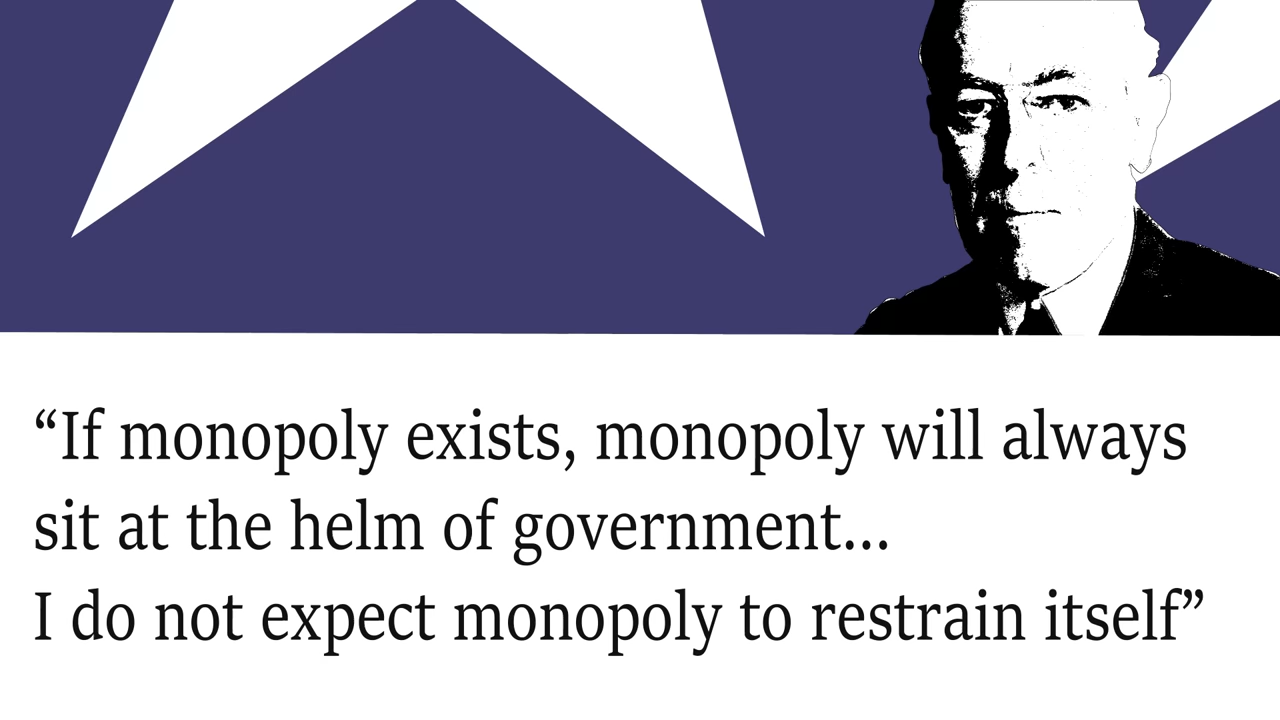 “If monopoly exists, monopoly will always
sit at the helm of government...
I do not expect monopoly to restrain itself”